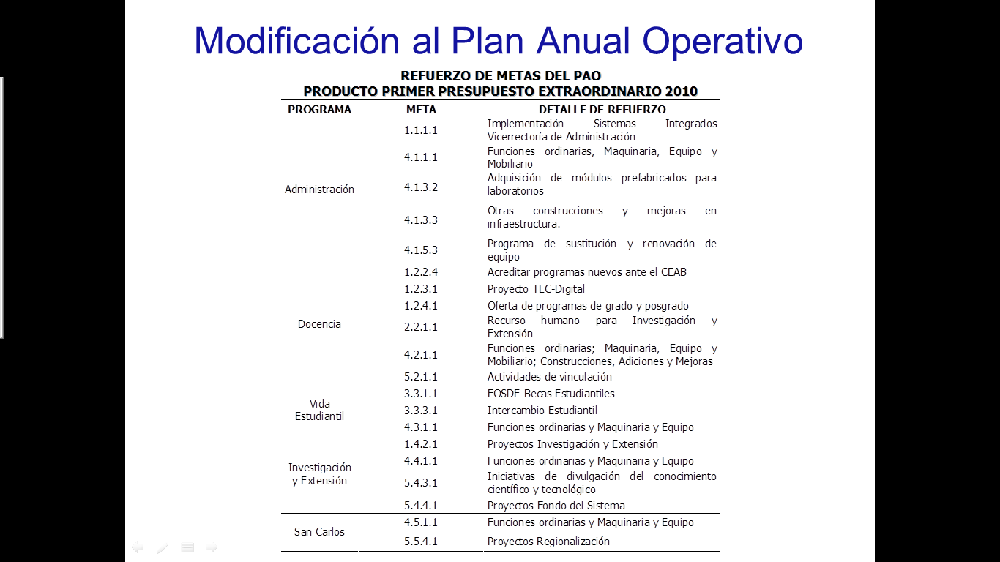 Modificación al Plan Anual Operativo
REFUERZO DE METAS DEL PAO
PRODUCTO PRIMER PRESUPUESTO EXTRAORDINARIO 2010
PROGRAMA META DETALLE DE REFUERZO
Administración
1.1.1.1 Implementación Sistemas Integrados
Vicerrectoría de Administración
4.1.1.1 Funciones ordinarias, Maquinaria, Equipo y
Mobiliario
4.1.3.2 Adquisición de módulos prefabricados para
laboratorios
4.1.3.3 Otras construcciones y mejoras en
infraestructura.
4.1.5.3 Programa de sustitución y renovación de
equipo
Docencia
1.2.2.4 Acreditar programas nuevos ante el CEAB
1.2.3.1 Proyecto TEC-Digital
1.2.4.1 Oferta de programas de grado y posgrado
2.2.1.1 Recurso humano para Investigación y
Extensión
4.2.1.1 Funciones ordinarias; Maquinaria, Equipo y
Mobiliario; Construcciones, Adiciones y Mejoras
5.2.1.1 Actividades de vinculación
Vida
Estudiantil
3.3.1.1 FOSDE-Becas Estudiantiles
3.3.3.1 Intercambio Estudiantil
4.3.1.1 Funciones ordinarias y Maquinaria y Equipo
Investigación
y Extensión
1.4.2.1 Proyectos Investigación y Extensión
4.4.1.1 Funciones ordinarias y Maquinaria y Equipo
5.4.3.1 Iniciativas de divulgación del conocimiento
científico y tecnológico
5.4.4.1 Proyectos Fondo del Sistema
San Carlos
4.5.1.1 Funciones ordinarias y Maquinaria y Equipo
5.5.4.1 Proyectos Regionalización